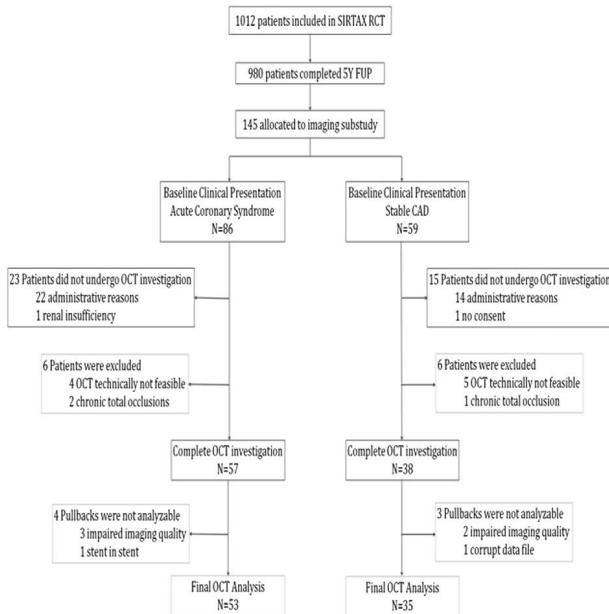 1012 patients included in SIRTAX RCT
980 patients completed 5Y FUP
145 allocated to imaging substudy
Baseline Clinical Presentation
Acute Coronary Syndrome
N=86
Baseline Clinical Presentation
Stable CAD
N=59
23 Patients did not undergo OCT investigation
22 administrative reasons
1 renal insufficiency
15 Patients did not undergo OCT investigation
14 administrative reasons
1 no consent
6 Patients were excluded
4 OCT technically not feasible
2 chronic total occlusions
6 Patients were excluded
5 OCT technically not feasible
1 chronic total occlusion
Complete OCT investigation
N=57
Complete OCT investigation
N=38
4 Pullbacks were not analyzable
3 impaired imaging quality
1 stent in stent
3 Pullbacks were not analyzable
2 impaired imaging quality
1 corrupt data file
Final OCT Analysis
N=53
Final OCT Analysis
N=35